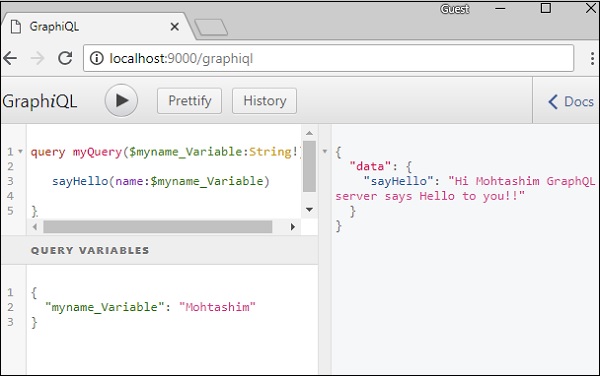 Guest
GraphiQL
localhost:9000/graphiql
GraphiQL
Prettify
History
Docs
1 query myQuery($myname_Variable:String!
2
3 sayHello(name:$myname_Variable)
4
5 }
QUERY VARIABLES
1 {
2 "myname_Variable": "Mohtashim"
3 }
{
"data": {
"sayHello": "Hi Mohtashim GraphQL
server says Hello to you!!"
}
}